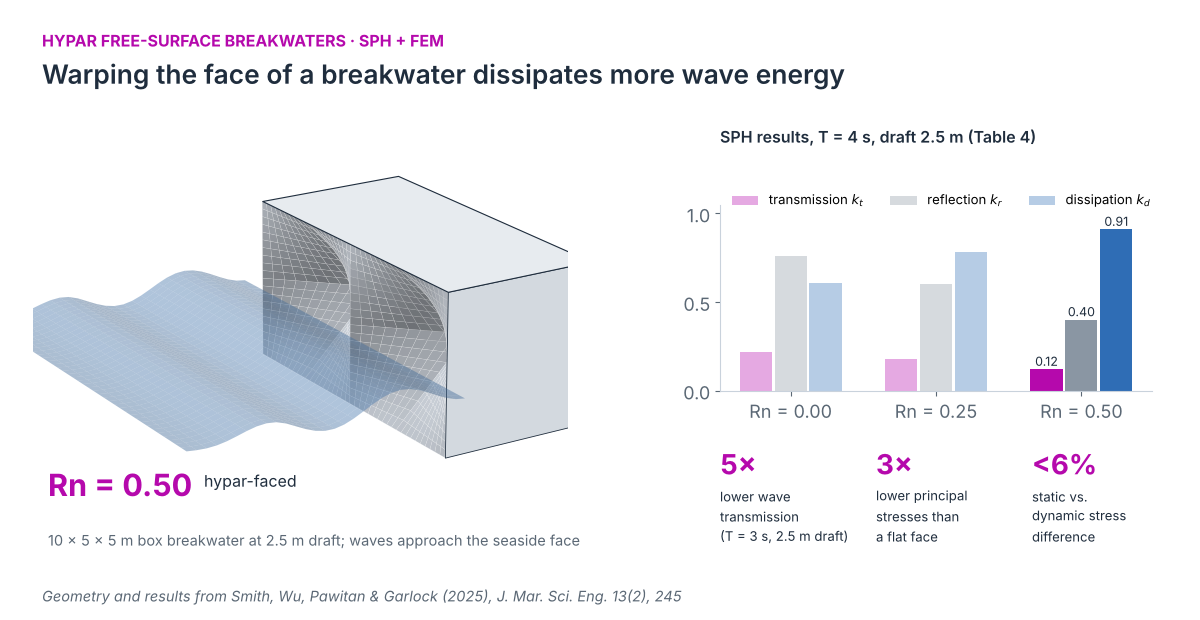 HYPAR FREE-SURFACE BREAKWATERS · SPH + FEM
Warping the face of a breakwater dissipates more wave energy
SPH results, T = 4 s, draft 2.5 m (Table 4)
transmission kt reflection kr dissipation kd
1.0
0.5
0.0
0.12
0.40
0.91
Rn = 0.00 Rn = 0.25 Rn = 0.50
Rn = 0.50 hypar-faced
10 × 5 × 5 m box breakwater at 2.5 m draft; waves approach the seaside face
5×
lower wave
transmission
(T = 3 s, 2.5 m draft)
3×
lower principal
stresses than
a flat face
<6%
static vs.
dynamic stress
difference
Geometry and results from Smith, Wu, Pawitan & Garlock (2025), J. Mar. Sci. Eng. 13(2), 245